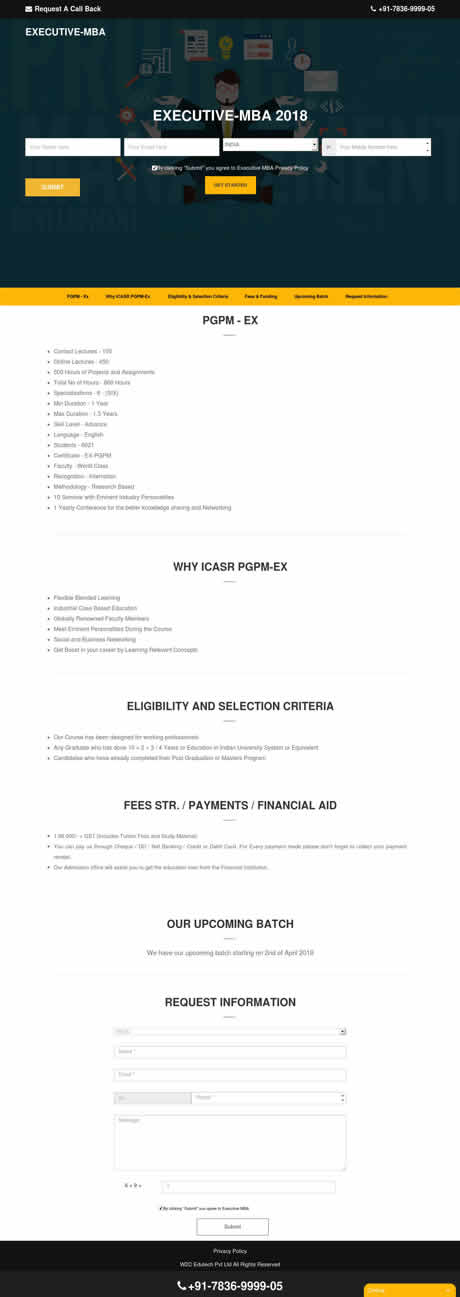 Request A Call Back
+91-7836-9999-05
EXECUTIVE-MBA
EXECUTIVE-MBA 2018
Your Name here
Your Email here
INDIA
Your Mobile Number here
By clicking "Submit" you agree to Executive MBA Privacy Policy
SUBMIT
GET STARTED
PGPM - Ex
Why ICASR PGPM-Ex
Eligibility & Selection Criteria
Fees & Funding
Upcoming Batch
Request Information
PGPM - EX
Contact Lectures -
Online Lectures - 450
Hours of Projects and Assignments
Total No of Hours - Hours
Specialisations - 6
Min Duration - 1 Year
Max Duration - 1.5 Years
Skill Level - Advance
Language - English
Students -
Certificate - EX-PGPM
Faculty - World Class
Recognition - Internation
Methodology - Research Based
10 Seminar with Eminent Industry Personalities
1 Yearly Conference for the better knowledge sharing and Networking
WHY ICASR PGPM-EX
Flexible Blended Learning
Industrial Case Based Education
Globally Renowned Faculty Members
Meet Eminent Personalities During the Course
Social and Business Networking
Get Boost in your career by Learning Relevant Concepts
ELIGIBILITY AND SELECTION CRITERIA
Our Course has been designed for working professionals
Any Graduate who has done 10 + 2 + 3 / 4 Years or Education in Indian University System or Equivalent
Candidates who have already completed their Post Graduation or Masters Program
FEES STR. / PAYMENTS / FINANCIAL AID
+ GST (Includes Tuition Fees and Study Material)
You can pay us through Cheque / DD / Net Banking / Credit or Debit Card. For Every payment made please don't forget to collect your payment
receipt.
Our Admission office will assist you to get the education loan from the Financial Institution.
OUR UPCOMING BATCH
We have our upcoming batch starting on 2nd of April 2019
REQUEST INFORMATION
Name *
Email *
Phone *
Message
By clicking "Submit" you agree to Executive MBA
Submit
Privacy Policy
W2C Edutech Pvt Ltd All Rights Reserved
+91-7836-9999-05